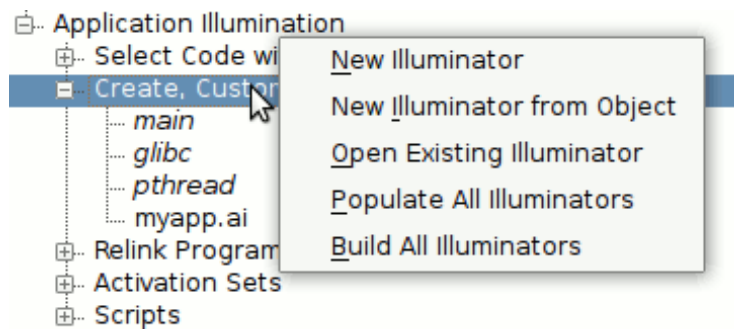 Application Illumination
Select Code wi
Create, Custor
main
glibc
pthread
myapp.ai
Relink Program
Activation Sets
Scripts
New Illuminator
New Illuminator from Object
Open Existing Illuminator
Populate All Illuminators
Build All Illuminators